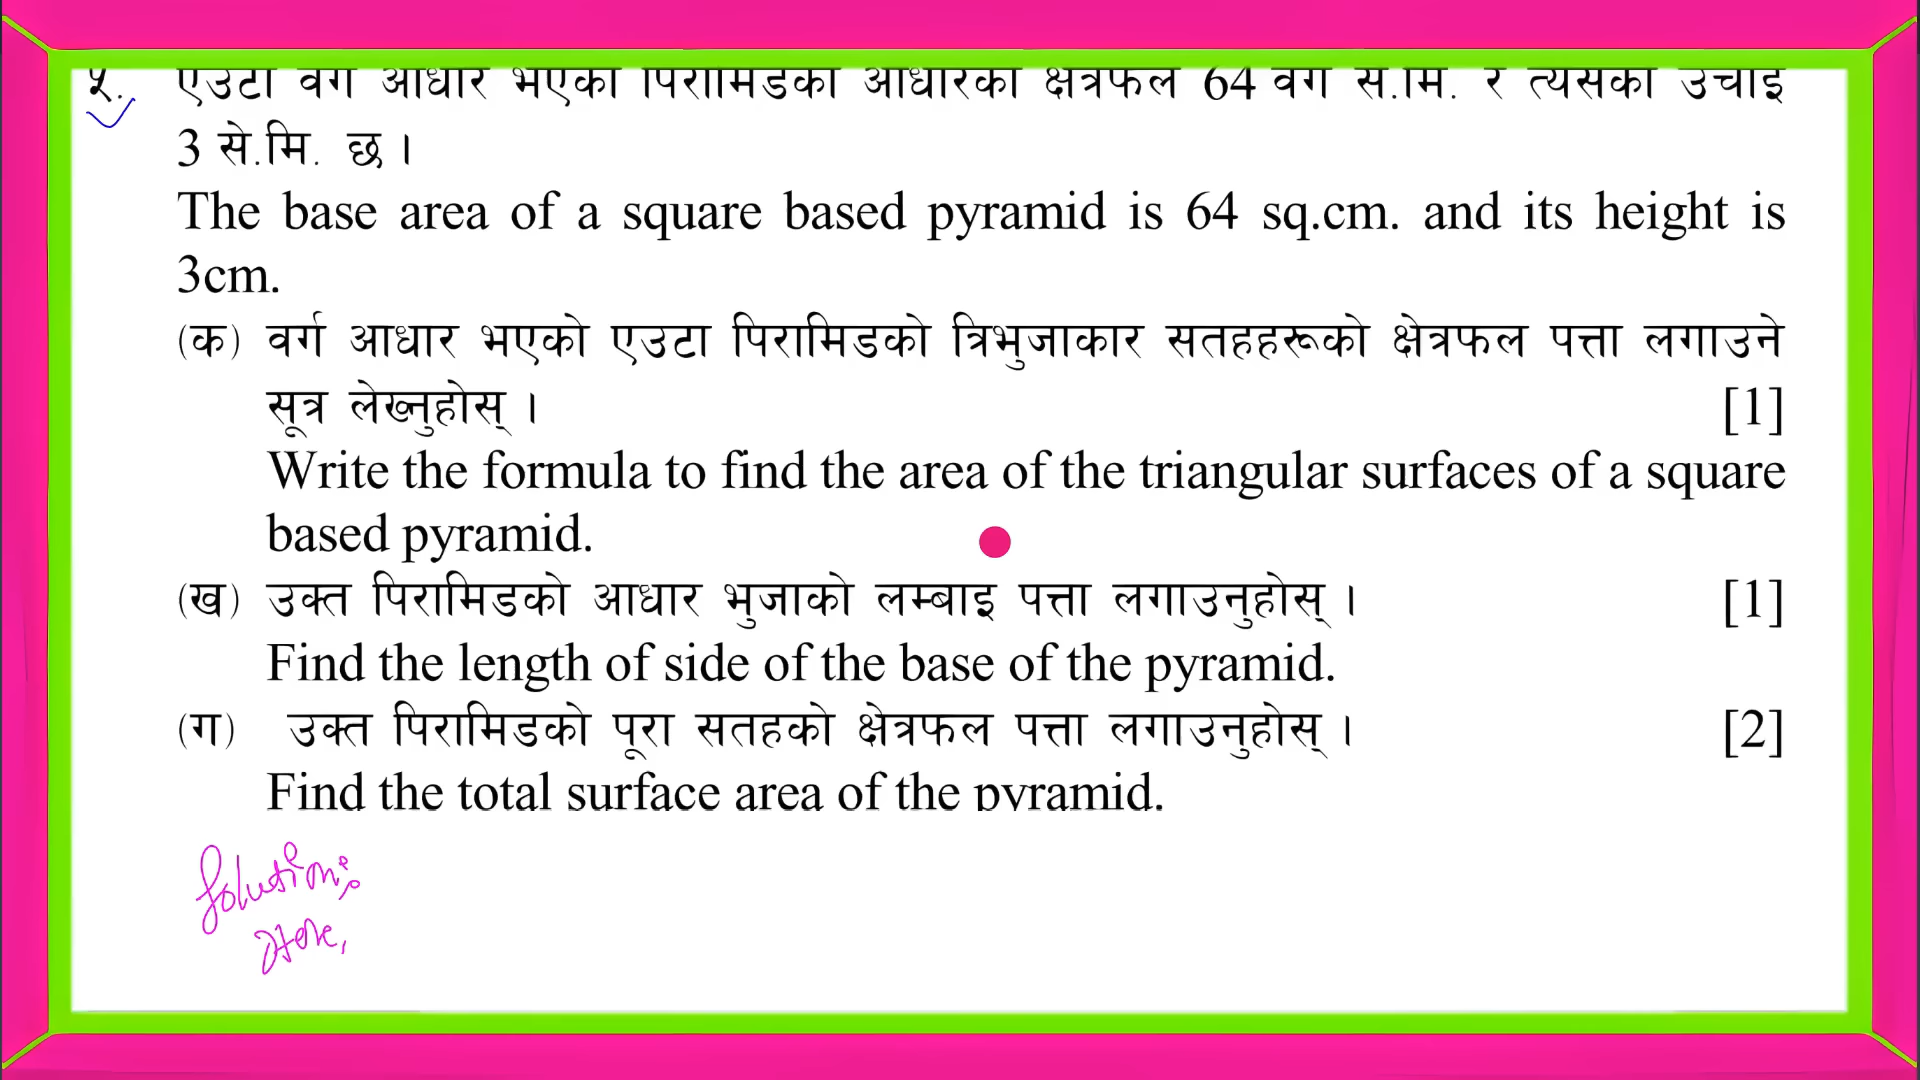 ५. एउटा वर्ग आधार भएको पिरामिडको आधारको क्षेत्रफल 64 वर्ग से.मि. र त्यसको उचाइ
3 से.मि. छ ।
The base area of a square based pyramid is 64 sq.cm. and its height is
3cm.
(क) वर्ग आधार भएको एउटा पिरामिडको त्रिभुजाकार सतहहरूको क्षेत्रफल पत्ता लगाउने
सूत्र लेख्नुहोस् । [1]
Write the formula to find the area of the triangular surfaces of a square
based pyramid.
(ख) उक्त पिरामिडको आधार भुजाको लम्बाइ पत्ता लगाउनुहोस् । [1]
Find the length of side of the base of the pyramid.
(ग) उक्त पिरामिडको पूरा सतहको क्षेत्रफल पत्ता लगाउनुहोस् । [2]
Find the total surface area of the pyramid.
Solution: